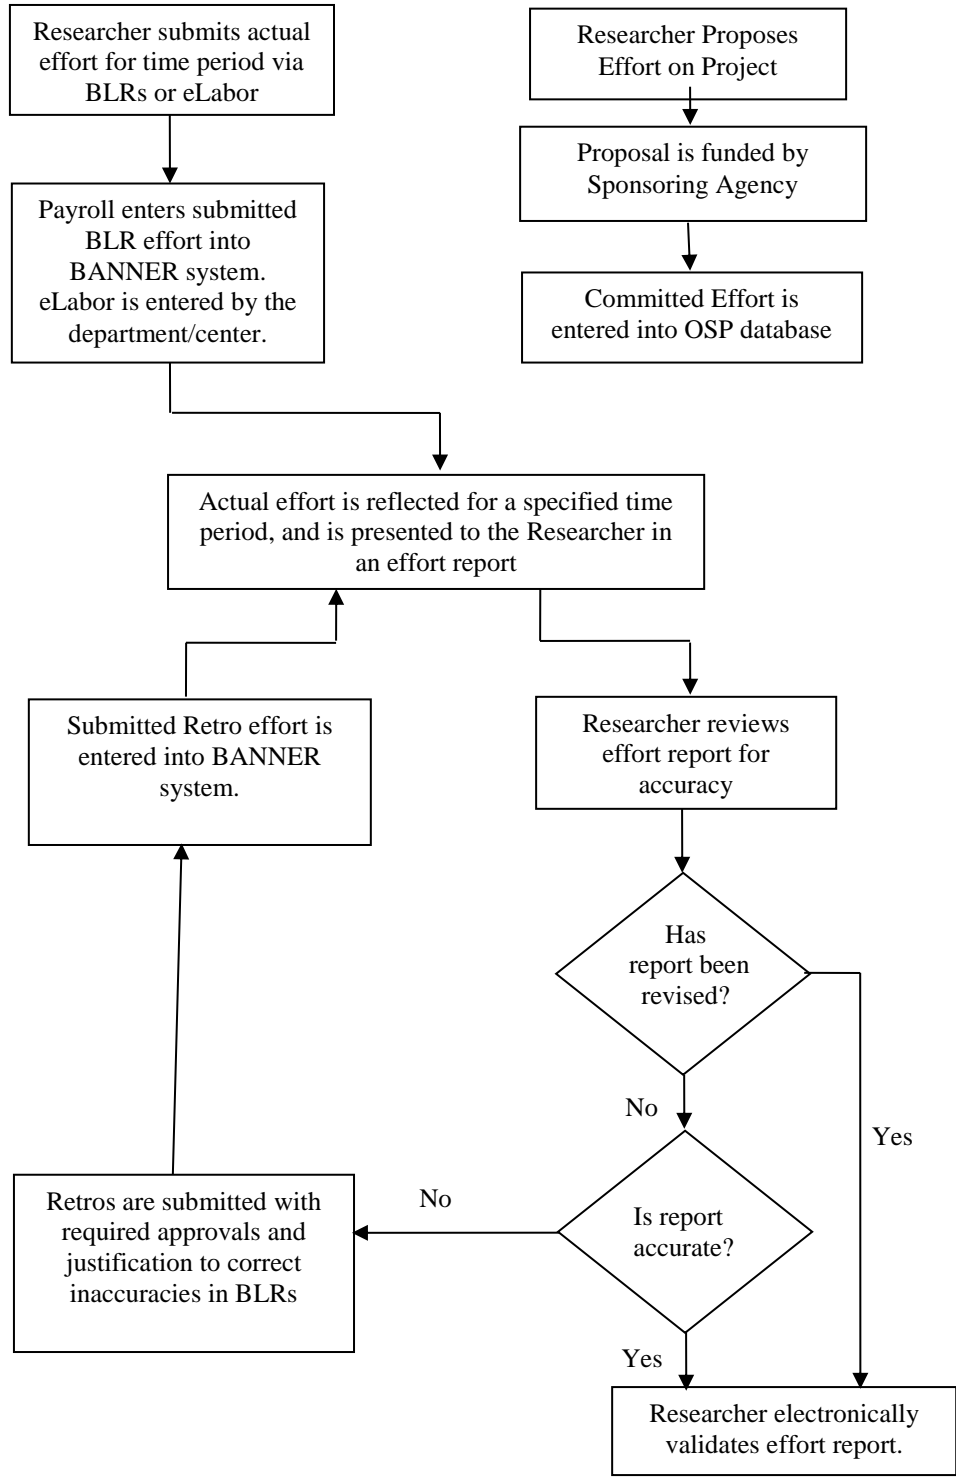 Researcher submits actual
effort for time period via
BLRs or eLabor
Researcher Proposes
Effort on Project
Proposal is funded by
Sponsoring Agency
Payroll enters submitted
BLR effort into
BANNER system.
eLabor is entered by the
department/center.
Committed Effort is
entered into OSP database
Actual effort is reflected for a specified time
period, and is presented to the Researcher in
an effort report
Submitted Retro effort is
entered into BANNER
system.
Researcher reviews
effort report for
accuracy
Has
report been
revised?
No
Yes
Retros are submitted with
required approvals and
justification to correct
inaccuracies in BLRs
No
Is report
accurate?
Yes
Researcher electronically
validates effort report.